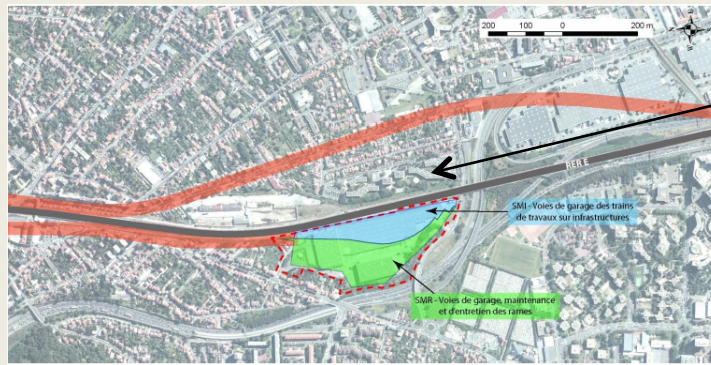 200 100 0 200 m
N
RER E
SMI - Voies de garage des trains
de travaux sur infrastructures
SMR - Voies de garage, maintenance
et d'entretien des rames